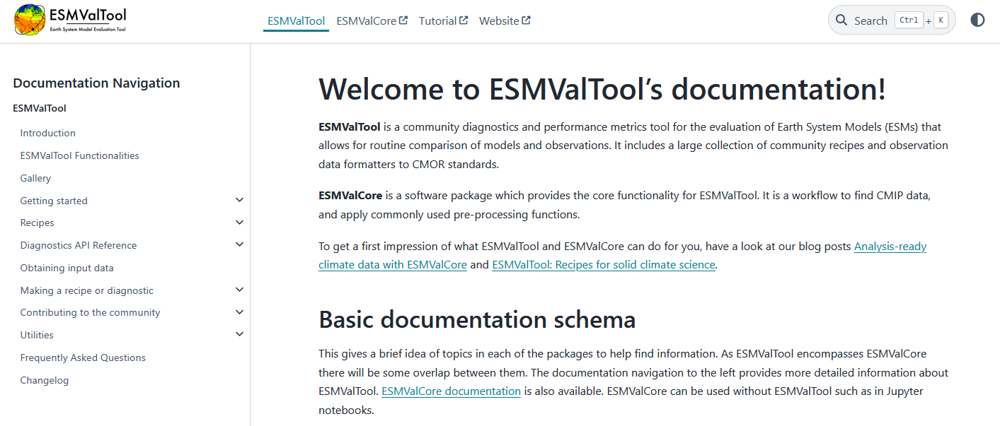 ESMValTool
Earth System Model Evaluation Tool
ESMValTool ESMValCore Tutorial Website
Search Ctrl + K
Documentation Navigation
ESMValTool
Introduction
ESMValTool Functionalities
Gallery
Getting started
Recipes
Diagnostics API Reference
Obtaining input data
Making a recipe or diagnostic
Contributing to the community
Utilities
Frequently Asked Questions
Changelog
Welcome to ESMValTool’s documentation!
ESMValTool is a community diagnostics and performance metrics tool for the evaluation of Earth System Models (ESMs) that
allows for routine comparison of models and observations. It includes a large collection of community recipes and observation
data formatters to CMOR standards.
ESMValCore is a software package which provides the core functionality for ESMValTool. It is a workflow to find CMIP data,
and apply commonly used pre-processing functions.
To get a first impression of what ESMValTool and ESMValCore can do for you, have a look at our blog posts Analysis-ready
climate data with ESMValCore and ESMValTool: Recipes for solid climate science.
Basic documentation schema
This gives a brief idea of topics in each of the packages to help find information. As ESMValTool encompasses ESMValCore
there will be some overlap between them. The documentation navigation to the left provides more detailed information about
ESMValTool. ESMValCore documentation is also available. ESMValCore can be used without ESMValTool such as in Jupyter
notebooks.